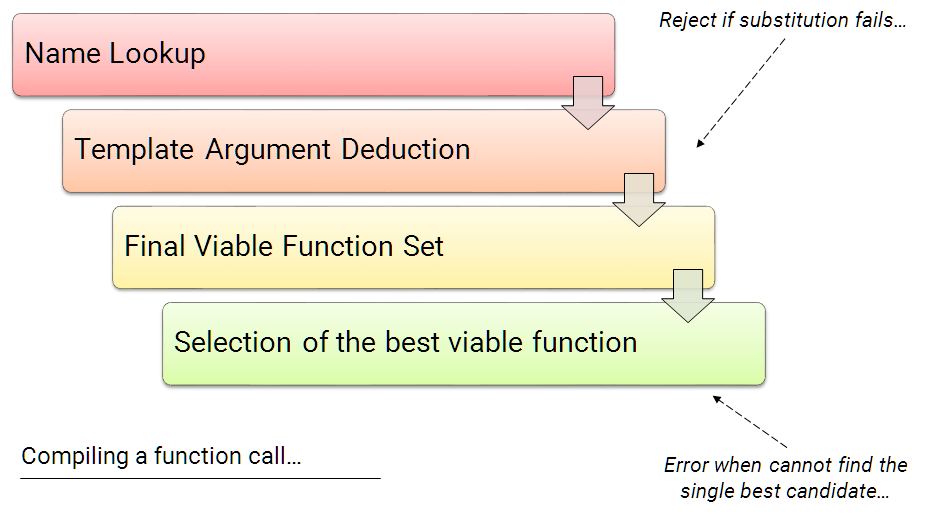 Reject if substitution fails…
Name Lookup
Template Argument Deduction
Final Viable Function Set
Selection of the best viable function
Compiling a function call…
Error when cannot find the
single best candidate…